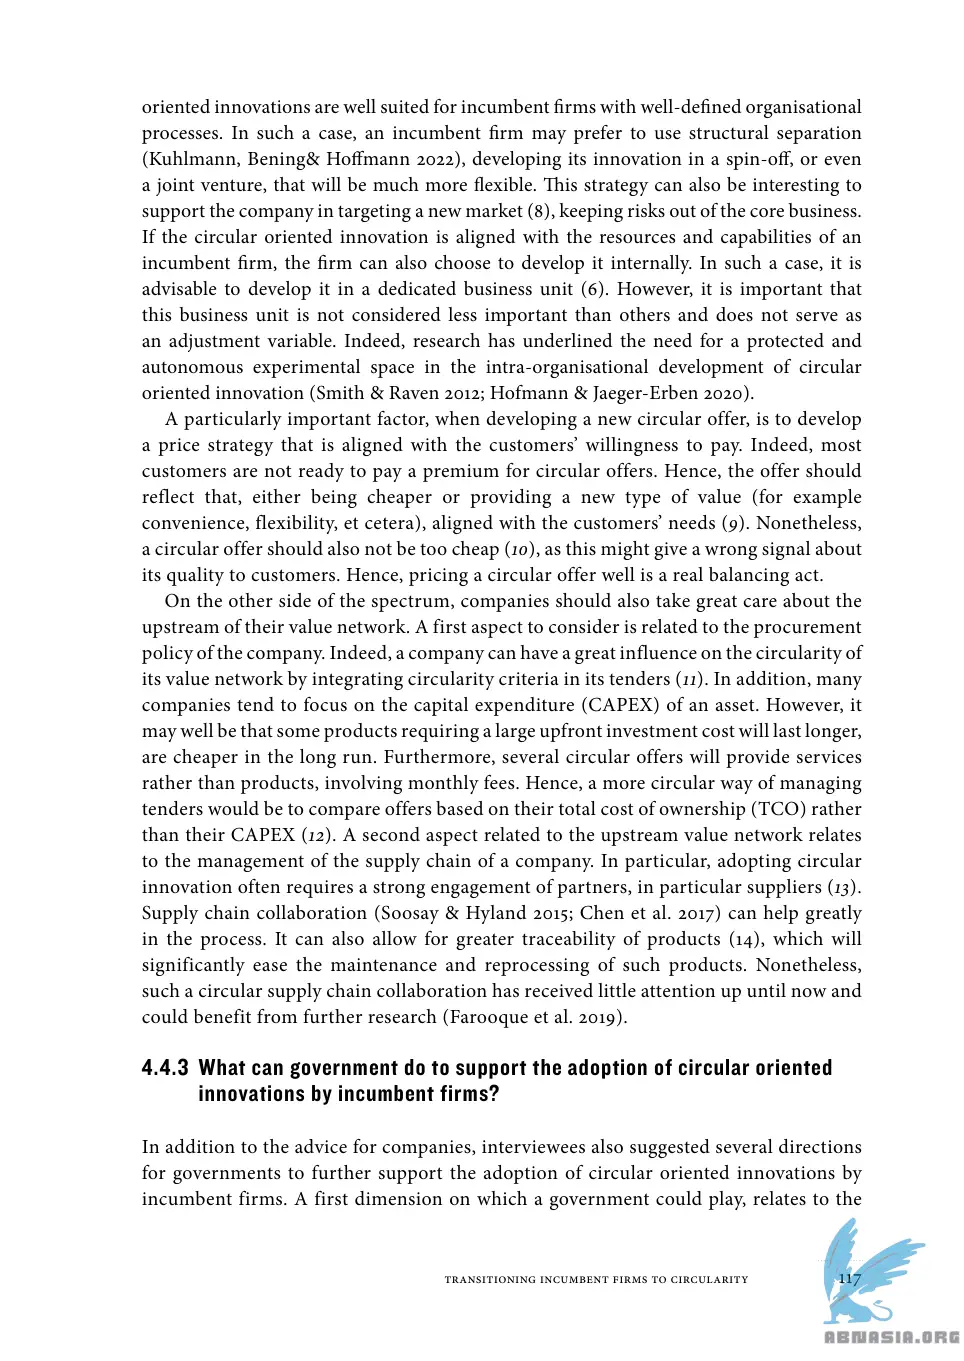 oriented innovations are well suited for incumbent firms with well-defined organisational
processes. In such a case, an incumbent firm may prefer to use structural separation
(Kuhlmann, Bening& Hoffmann 2022), developing its innovation in a spin-off, or even
a joint venture, that will be much more flexible. This strategy can also be interesting to
support the company in targeting a new market (8), keeping risks out of the core business.
If the circular oriented innovation is aligned with the resources and capabilities of an
incumbent firm, the firm can also choose to develop it internally. In such a case, it is
advisable to develop it in a dedicated business unit (6). However, it is important that
this business unit is not considered less important than others and does not serve as
an adjustment variable. Indeed, research has underlined the need for a protected and
autonomous experimental space in the intra-organisational development of circular
oriented innovation (Smith & Raven 2012; Hofmann & Jaeger-Erben 2020).
A particularly important factor, when developing a new circular offer, is to develop
a price strategy that is aligned with the customers’ willingness to pay. Indeed, most
customers are not ready to pay a premium for circular offers. Hence, the offer should
reflect that, either being cheaper or providing a new type of value (for example
convenience, flexibility, et cetera), aligned with the customers’ needs (9). Nonetheless,
a circular offer should also not be too cheap (10), as this might give a wrong signal about
its quality to customers. Hence, pricing a circular offer well is a real balancing act.
On the other side of the spectrum, companies should also take great care about the
upstream of their value network. A first aspect to consider is related to the procurement
policy of the company. Indeed, a company can have a great influence on the circularity of
its value network by integrating circularity criteria in its tenders (11). In addition, many
companies tend to focus on the capital expenditure (CAPEX) of an asset. However, it
may well be that some products requiring a large upfront investment cost will last longer,
are cheaper in the long run. Furthermore, several circular offers will provide services
rather than products, involving monthly fees. Hence, a more circular way of managing
tenders would be to compare offers based on their total cost of ownership (TCO) rather
than their CAPEX (12). A second aspect related to the upstream value network relates
to the management of the supply chain of a company. In particular, adopting circular
innovation often requires a strong engagement of partners, in particular suppliers (13).
Supply chain collaboration (Soosay & Hyland 2015; Chen et al. 2017) can help greatly
in the process. It can also allow for greater traceability of products (14), which will
significantly ease the maintenance and reprocessing of such products. Nonetheless,
such a circular supply chain collaboration has received little attention up until now and
could benefit from further research (Farooque et al. 2019).
4.4.3 What can government do to support the adoption of circular oriented
innovations by incumbent firms?
In addition to the advice for companies, interviewees also suggested several directions
for governments to further support the adoption of circular oriented innovations by
incumbent firms. A first dimension on which a government could play, relates to the
TRANSITIONING INCUMBENT FIRMS TO CIRCULARITY 117
ABNASIA.ORG